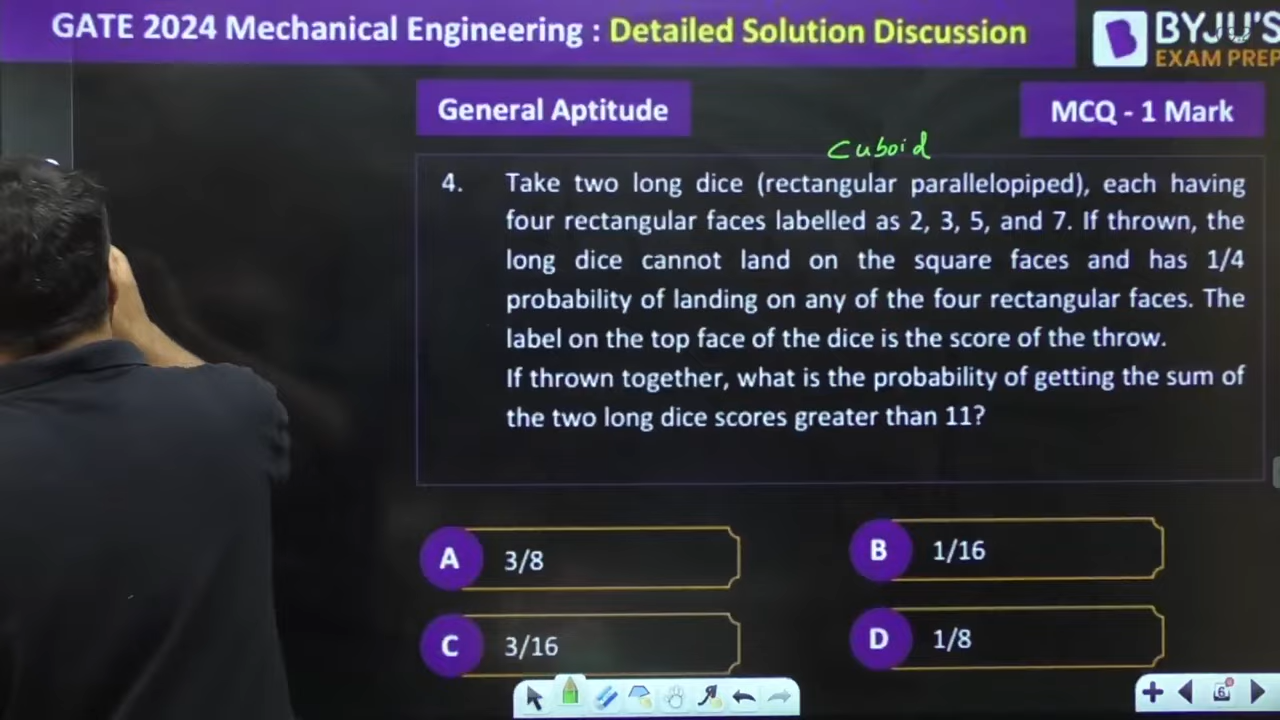 GATE 2024 Mechanical Engineering : Detailed Solution Discussion
BYJU'S
EXAM PREP
General Aptitude
MCQ - 1 Mark
cuboid
4. Take two long dice (rectangular parallelopiped), each having
four rectangular faces labelled as 2, 3, 5, and 7. If thrown, the
long dice cannot land on the square faces and has 1/4
probability of landing on any of the four rectangular faces. The
label on the top face of the dice is the score of the throw.
If thrown together, what is the probability of getting the sum of
the two long dice scores greater than 11?
A 3/8
B 1/16
C 3/16
D 1/8
6